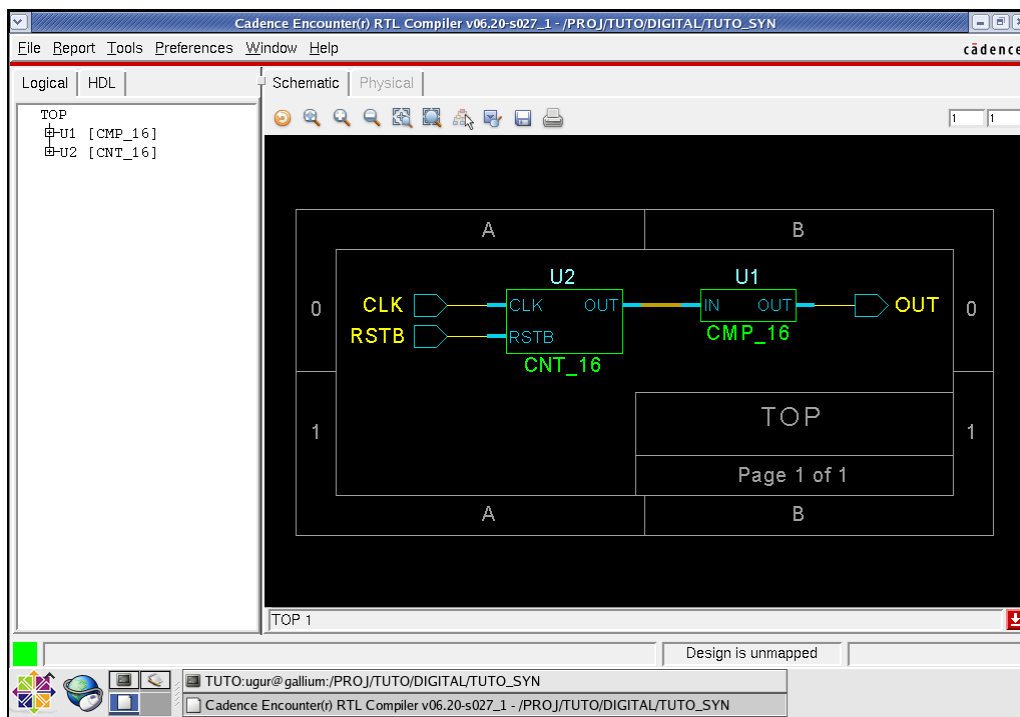 Cadence Encounter(r) RTL Compiler v06.20-s027_1 - /PROJ/TUTO/DIGITAL/TUTO_SYN
File Report Tools Preferences Window Help
cādence
Logical HDL
Schematic Physical
TOP
U1 [CMP_16]
U2 [CNT_16]
1 1
A B
U2 U1
0 CLK CLK OUT IN OUT OUT 0
RSTB RSTB CMP_16
CNT_16
TOP
1 1
Page 1 of 1
A B
TOP 1
Design is unmapped
TUTO:ugur@gallium:/PROJ/TUTO/DIGITAL/TUTO_SYN
Cadence Encounter(r) RTL Compiler v06.20-s027_1 - /PROJ/TUTO/DIGITAL/TUTO_SYN